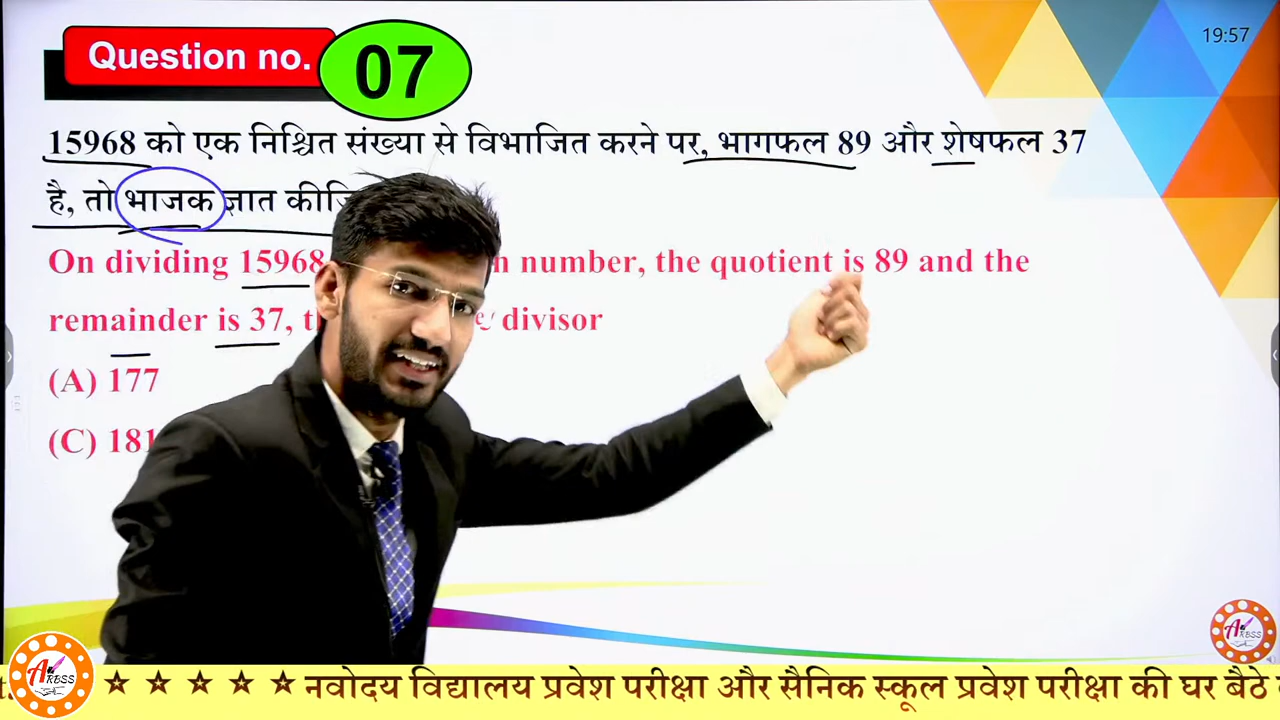 Question no. 07
19:57
15968 को एक निश्चित संख्या से विभाजित करने पर, भागफल 89 और शेषफल 37
है, तो भाजक ज्ञात
On dividing 15968 number, the quotient is 89 and the
remainder is 37, divisor
(A) 177
(C) 181
ARBSS
ARBSS
☆ ☆ ☆ ☆ ☆ नवोदय विद्यालय प्रवेश परीक्षा और सैनिक स्कूल प्रवेश परीक्षा की घर बैठे